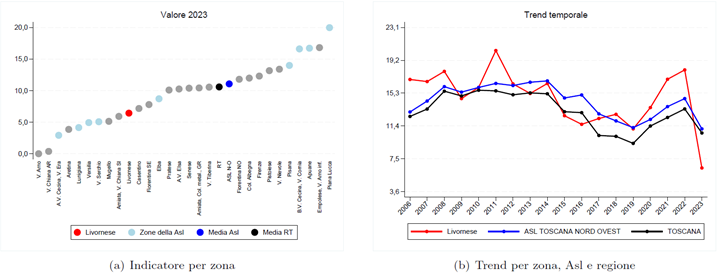 Valore 2023
20,0
15,0
10,0
5,0
0,0
V. Arno
V. Chiana AR
A.V. Cecina, V. Era
Aretina
Lunigiana
Versilia
V. Serchio
Mugello
Amiata, V. Chiana SI
Livornese
Casentino
Fiorentina SE
Elba
Pratese
A.V. Elsa
Senese
Amiata, Col. metal., GR
V. Tiberina
RT
ASL N-O
Fiorentina NO
Col. Albegna
Firenze
Pistoiese
V. Nievole
Pisana
B.V. Cecina, V. Cornia
Apuane
Empolese, V. Arno inf.
Piana Lucca
Livornese
Zone della Asl
Media Asl
Media RT
(a) Indicatore per zona
Trend temporale
23,1
19,2
15,3
11,4
7,5
3,6
2006
2007
2008
2009
2010
2011
2012
2013
2014
2015
2016
2017
2018
2019
2020
2021
2022
2023
Livornese
ASL TOSCANA NORD OVEST
TOSCANA
(b) Trend per zona, Asl e regione